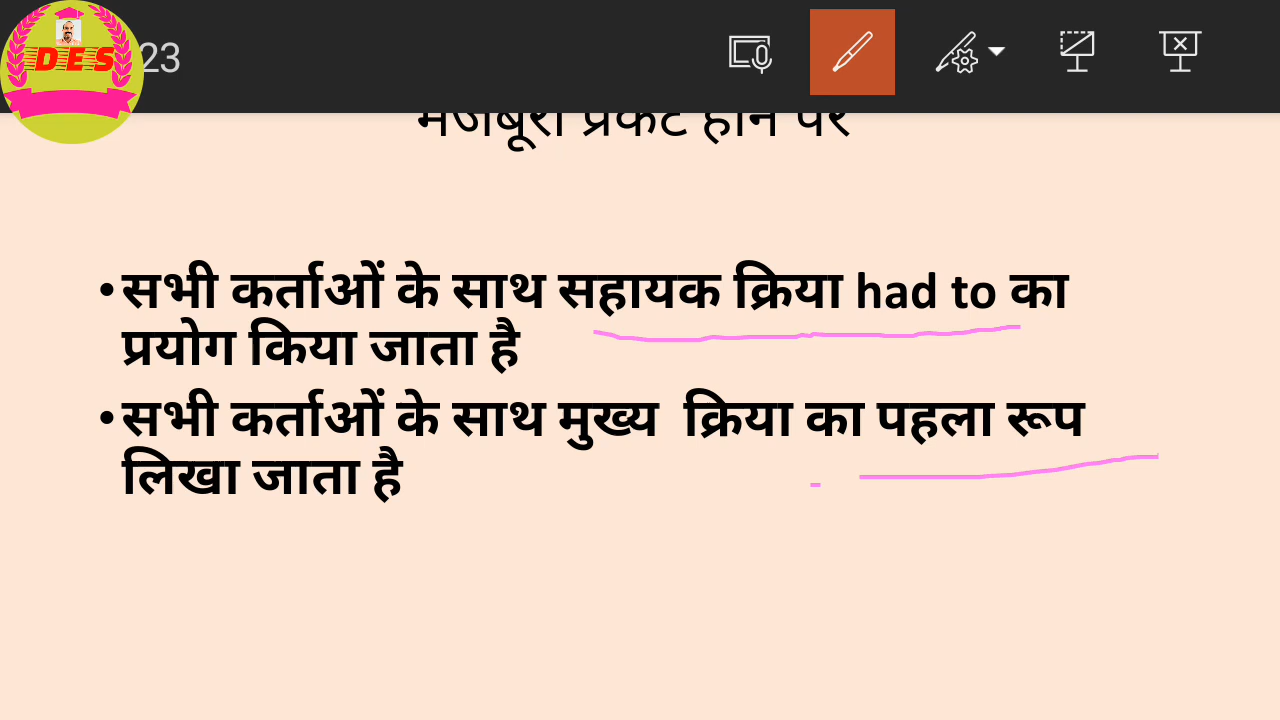 DES
23
मजबूरी प्रकट होने पर
•सभी कर्ताओं के साथ सहायक क्रिया had to का
प्रयोग किया जाता है
•सभी कर्ताओं के साथ मुख्य  क्रिया का पहला रूप
लिखा जाता है